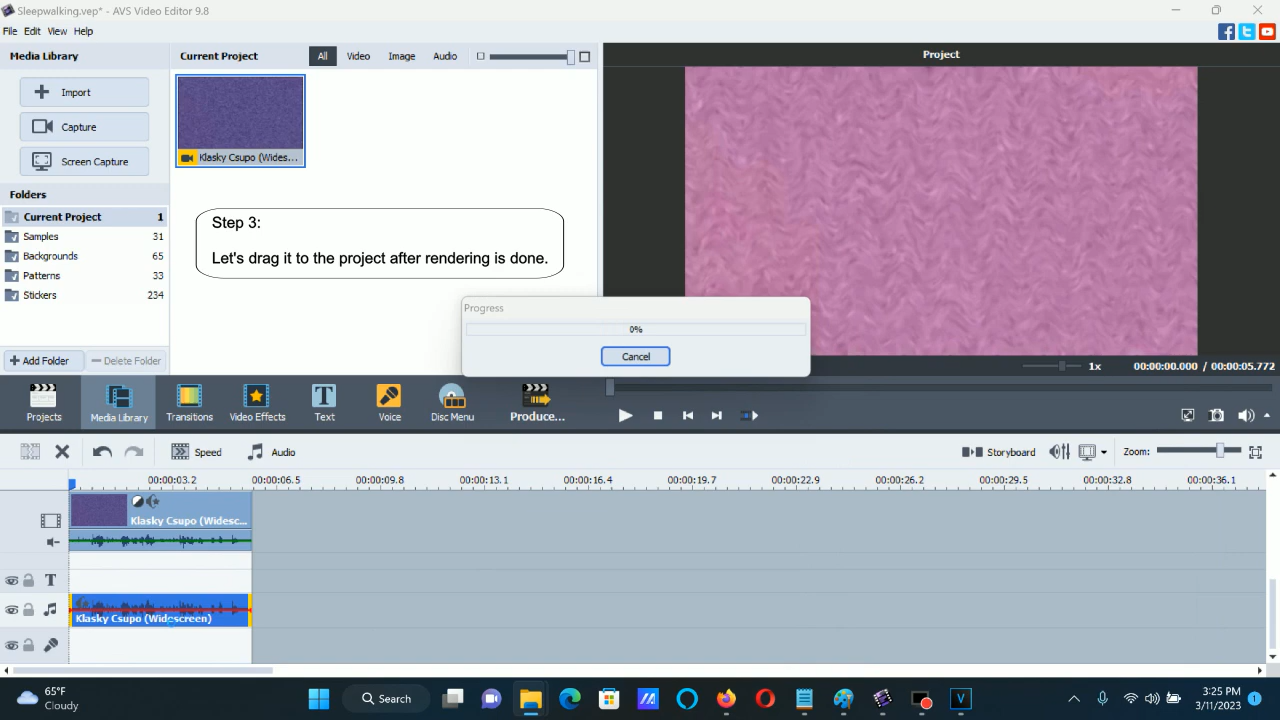 Sleepwalking.vep* - AVS Video Editor 9.8
File Edit View Help
Media Library
Current Project
All
Video
Image
Audio
Project
Import
Capture
Screen Capture
Klasky Csupo (Wides...
Folders
Current Project 1
Samples 31
Backgrounds 65
Patterns 33
Stickers 234
Step 3:
Let's drag it to the project after rendering is done.
Progress
0%
Cancel
Add Folder
Delete Folder
1x
00:00:00.000 / 00:00:05.772
Projects
Media Library
Transitions
Video Effects
Text
Voice
Disc Menu
Produce...
Speed
Audio
Storyboard
Zoom:
00:00:03.2 00:00:06.5 00:00:09.8 00:00:13.1 00:00:16.4 00:00:19.7 00:00:22.9 00:00:26.2 00:00:29.5 00:00:32.8 00:00:36.1
Klasky Csupo (Widesc...
T
Klasky Csupo (Widescreen)
65°F
Cloudy
Search
3:25 PM
3/11/2023
1